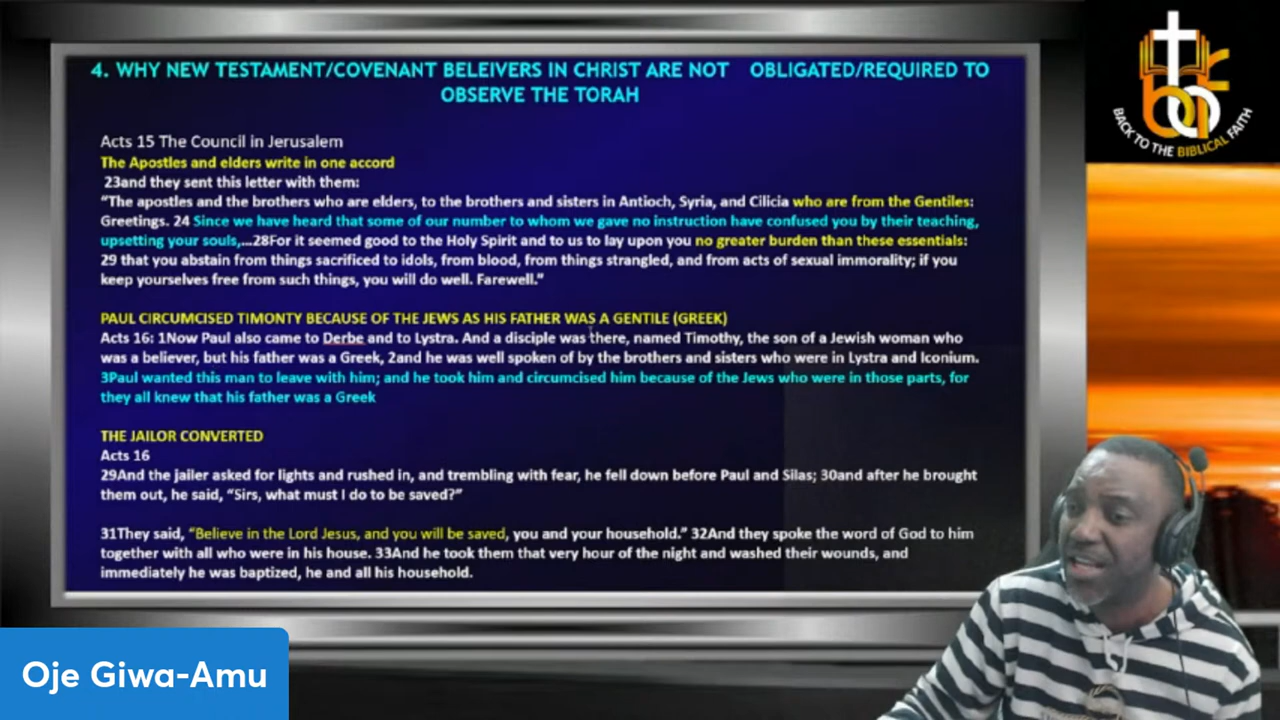 4. WHY NEW TESTAMENT/COVENANT BELEIVERS IN CHRIST ARE NOT OBLIGATED/REQUIRED TO
OBSERVE THE TORAH
Acts 15 The Council in Jerusalem
The Apostles and elders write in one accord
23and they sent this letter with them:
“The apostles and the brothers who are elders, to the brothers and sisters in Antioch, Syria, and Cilicia who are from the Gentiles:
Greetings. 24 Since we have heard that some of our number to whom we gave no instruction have confused you by their teaching,
upsetting your souls,…28For it seemed good to the Holy Spirit and to us to lay upon you no greater burden than these essentials:
29 that you abstain from things sacrificed to idols, from blood, from things strangled, and from acts of sexual immorality; if you
keep yourselves free from such things, you will do well. Farewell.”
PAUL CIRCUMCISED TIMONTY BECAUSE OF THE JEWS AS HIS FATHER WAS A GENTILE (GREEK)
Acts 16: 1Now Paul also came to Derbe and to Lystra. And a disciple was there, named Timothy, the son of a Jewish woman who
was a believer, but his father was a Greek, 2and he was well spoken of by the brothers and sisters who were in Lystra and Iconium.
3Paul wanted this man to leave with him; and he took him and circumcised him because of the Jews who were in those parts, for
they all knew that his father was a Greek
THE JAILOR CONVERTED
Acts 16
29And the jailer asked for lights and rushed in, and trembling with fear, he fell down before Paul and Silas; 30and after he brought
them out, he said, “Sirs, what must I do to be saved?”
31They said, “Believe in the Lord Jesus, and you will be saved, you and your household.” 32And they spoke the word of God to him
together with all who were in his house. 33And he took them that very hour of the night and washed their wounds, and
immediately he was baptized, he and all his household.
BACK TO THE BIBLICAL FAITH
Oje Giwa-Amu